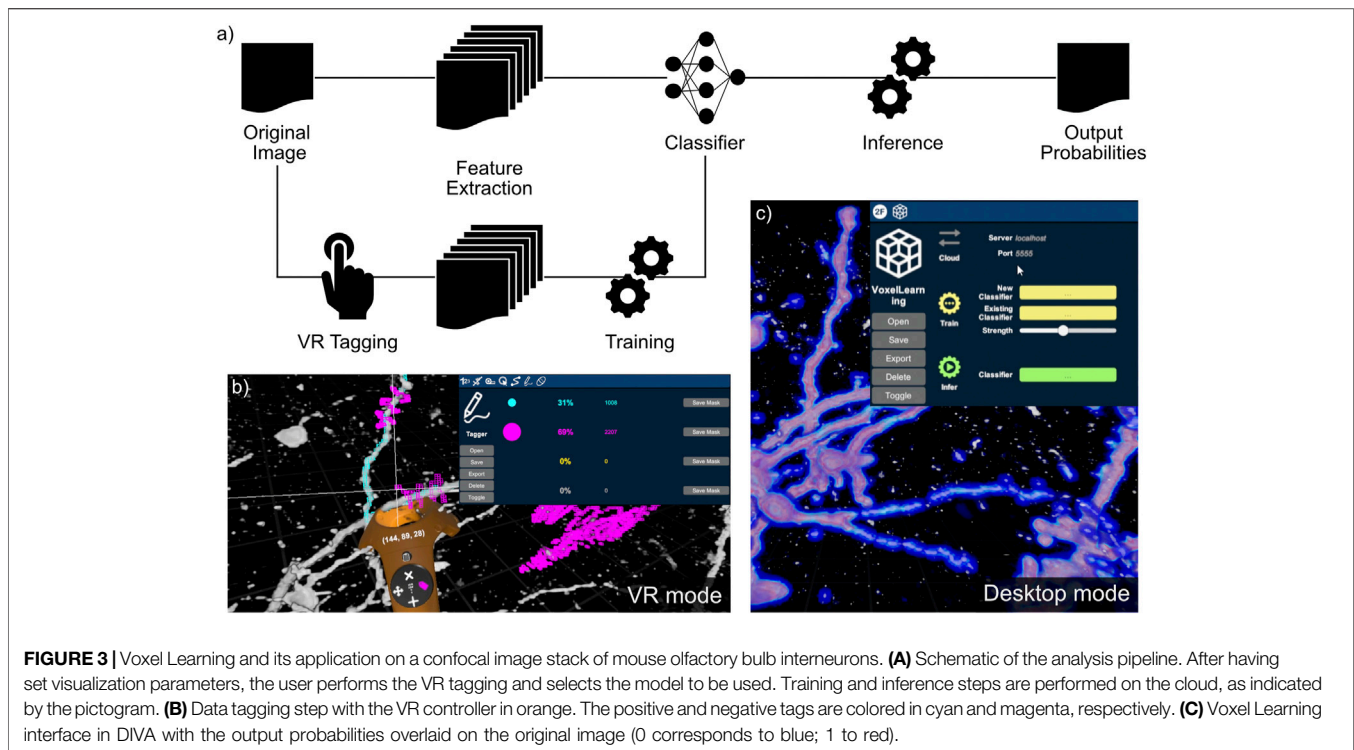 a)
Original
Image
Feature
Extraction
Classifier
Inference
Output
Probabilities
VR Tagging
Training
b)
Tagger
Open
Save
Export
Delete
Toggle
31%
1008
Save Mask
69%
2207
Save Mask
0%
0
Save Mask
0%
0
Save Mask
(144, 69, 28)
VR mode
c)
2F
VoxelLearn
ing
Open
Save
Export
Delete
Toggle
Cloud
Server localhost
Port 5555
Train
New
Classifier
...
Existing
Classifier
...
Strength
Infer
Classifier
...
Desktop mode
FIGURE 3 | Voxel Learning and its application on a confocal image stack of mouse olfactory bulb interneurons. (A) Schematic of the analysis pipeline. After having
set visualization parameters, the user performs the VR tagging and selects the model to be used. Training and inference steps are performed on the cloud, as indicated
by the pictogram. (B) Data tagging step with the VR controller in orange. The positive and negative tags are colored in cyan and magenta, respectively. (C) Voxel Learning
interface in DIVA with the output probabilities overlaid on the original image (0 corresponds to blue; 1 to red).